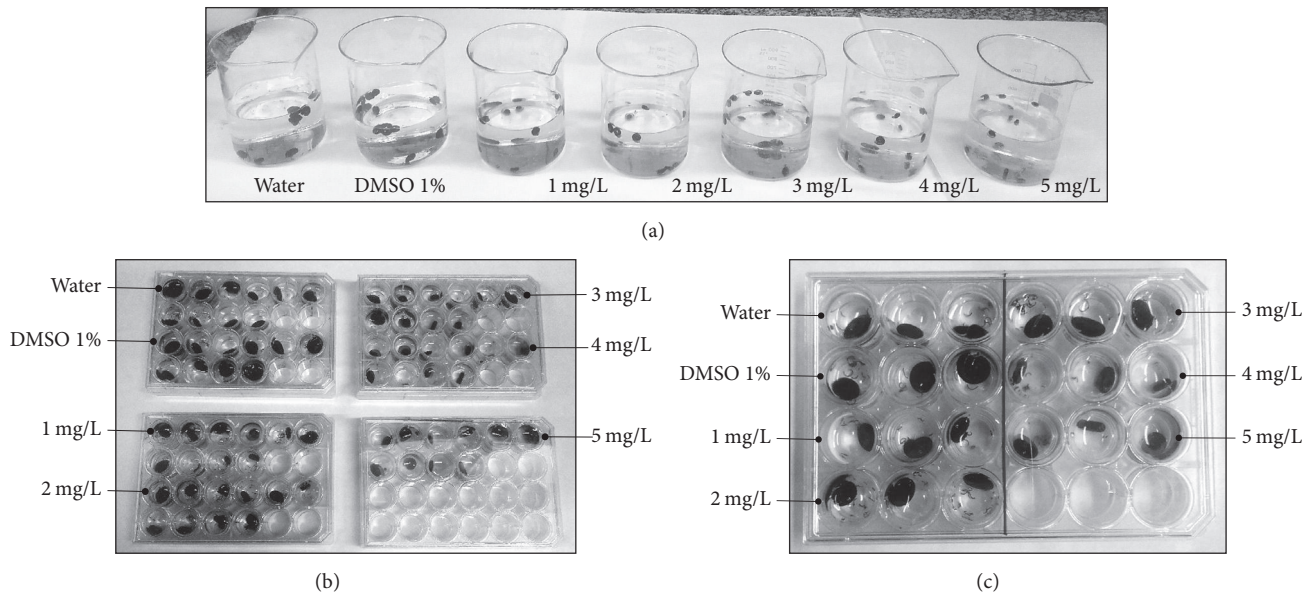 Water
DMSO 1%
1 mg/L
2 mg/L
3 mg/L
4 mg/L
5 mg/L
(a)
Water
DMSO 1%
1 mg/L
2 mg/L
3 mg/L
4 mg/L
5 mg/L
(b)
Water
DMSO 1%
1 mg/L
2 mg/L
3 mg/L
4 mg/L
5 mg/L
(c)